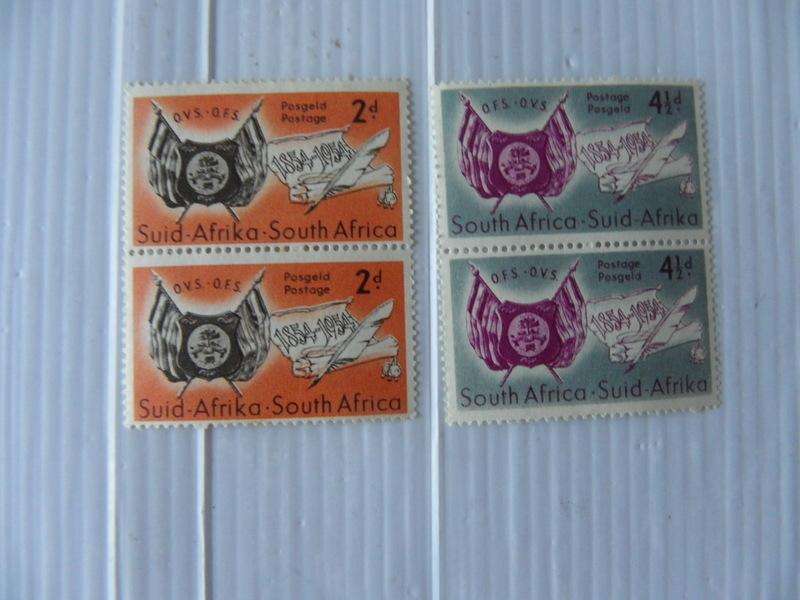 O.V.S. - O.F.S.
Posgeld
Postage
2d.
1854-1954
Suid-Afrika · South Africa
O.V.S. - O.F.S.
Posgeld
Postage
2d.
1854-1954
Suid-Afrika · South Africa
O.F.S. - O.V.S.
Postage
Posgeld
4½d.
1854-1954
South Africa · Suid-Afrika
O.F.S. - O.V.S.
Postage
Posgeld
4½d.
1854-1954
South Africa · Suid-Afrika